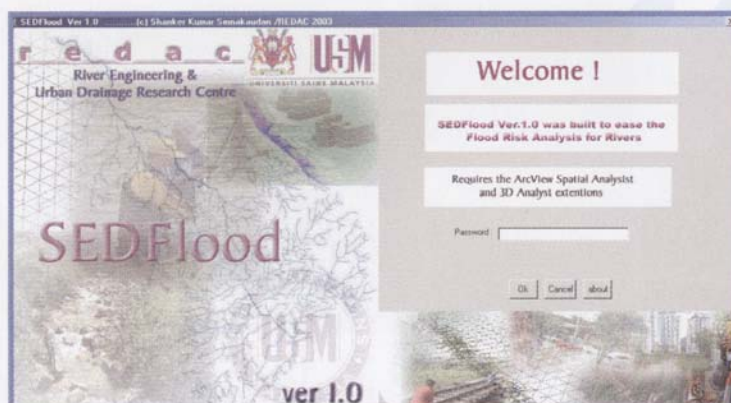 SEDFlood Ver 1.0 (c) Shanker Kumar Sinnakaudan /REDAC 2003
r e d a c
USM
UNIVERSITI SAINS MALAYSIA
River Engineering &
Urban Drainage Research Centre
SEDFlood
USM
ver 1.0
Welcome !
SEDFlood Ver.1.0 was built to ease the
Flood Risk Analysis for Rivers
Requires the ArcView Spatial Analysist
and 3D Analyst extentions
Password
Ok Cancel about